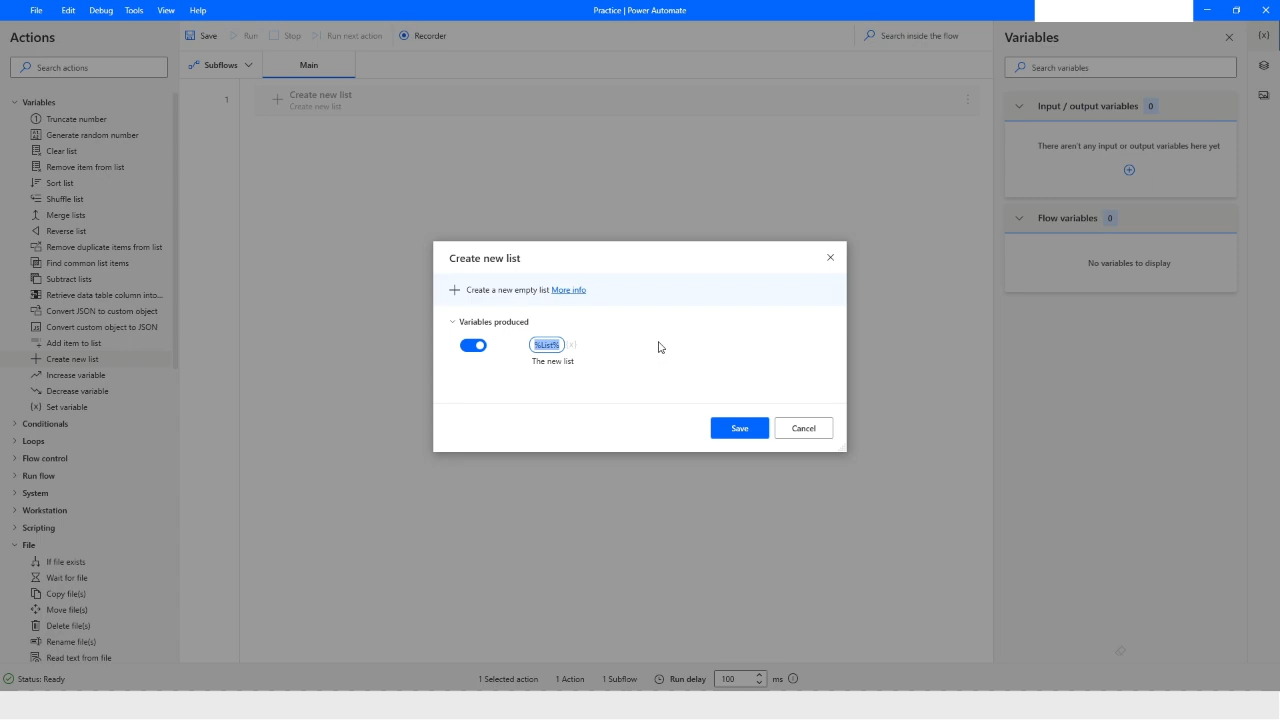 File Edit Debug Tools View Help
Practice | Power Automate
Actions
Search actions
Variables
Truncate number
Generate random number
Clear list
Remove item from list
Sort list
Shuffle list
Merge lists
Reverse list
Remove duplicate items from list
Find common list items
Subtract lists
Retrieve data table column into...
Convert JSON to custom object
Convert custom object to JSON
Add item to list
Create new list
Increase variable
Decrease variable
{x} Set variable
Conditionals
Loops
Flow control
Run flow
System
Workstation
Scripting
File
If file exists
Wait for file
Copy file(s)
Move file(s)
Delete file(s)
Rename file(s)
Read text from file
Save Run Stop Run next action Recorder
Search inside the flow
Subflows Main
1
Create new list
Create new list
Create new list
Create a new empty list More info
Variables produced
%List% {x}
The new list
Save Cancel
Variables
{x}
Search variables
Input / output variables 0
There aren't any input or output variables here yet
Flow variables 0
No variables to display
Status: Ready
1 Selected action 1 Action 1 Subflow Run delay 100 ms